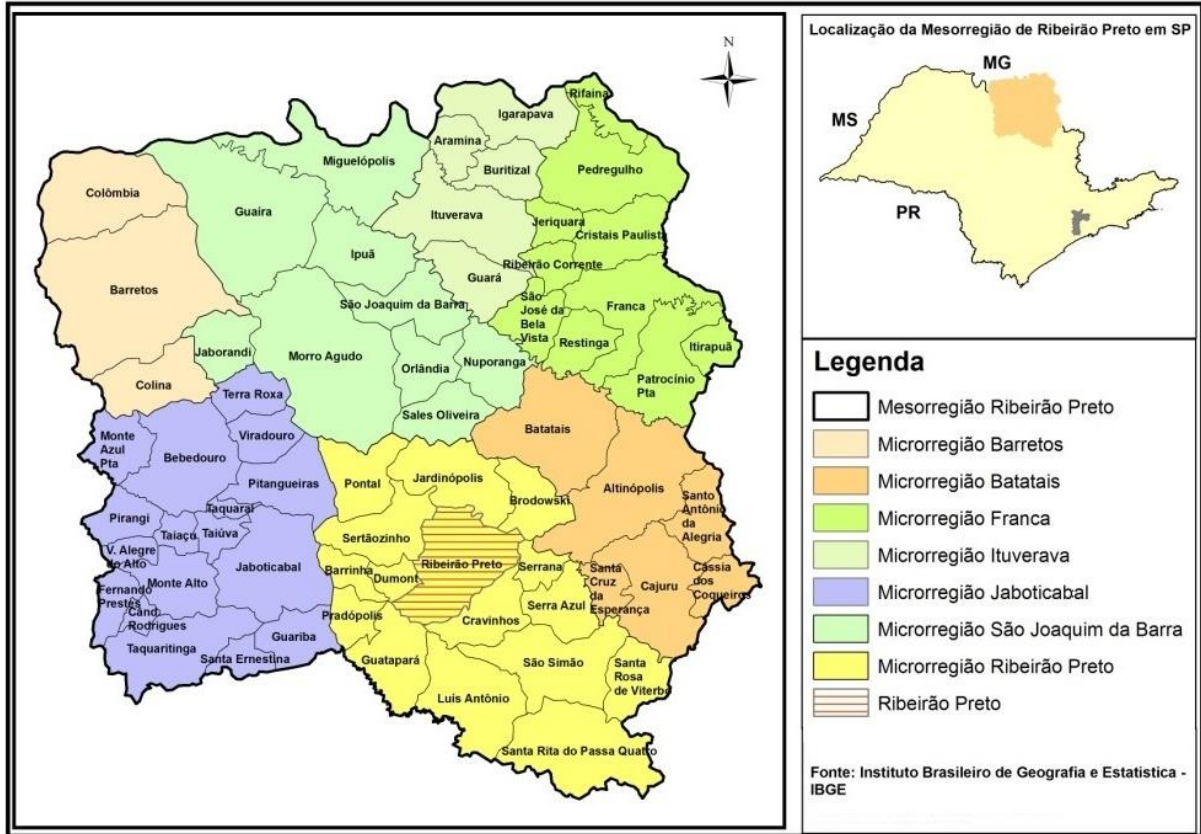 N
Rifaina
Igarapava
Aramina
Buritizal
Pedregulho
Miguelópolis
Colômbia
Guaíra
Ituverava
Jeriquara
Cristais Paulista
Ipuã
Ribeirão Corrente
Guará
Barretos
São Joaquim da Barra
São
José da
Bela
Vista
Franca
Restinga
Itirapuã
Jaborandi
Morro Agudo
Orlândia
Nuporanga
Patrocínio
Pta
Colina
Terra Roxa
Sales Oliveira
Batatais
Monte
Azul
Pta
Viradouro
Bebedouro
Pitangueiras
Pontal
Jardinópolis
Brodowski
Altinópolis
Santo
Antônio
da
Alegria
Pirangi
Taquaral
Taiaçu
Taiúva
Sertãozinho
V. Alegre
do Alto
Jaboticabal
Barrinha
Dumont
Ribeirão Preto
Serrana
Santa
Cruz
da
Esperança
Cajuru
Cássia
dos
Coqueiros
Fernando
Prestes
Monte Alto
Când.
Rodrigues
Pradópolis
Cravinhos
Serra Azul
Taquaritinga
Guariba
Santa Ernestina
Guatapará
São Simão
Santa
Rosa
de Viterbo
Luís Antônio
Santa Rita do Passa Quatro
Localização da Mesorregião de Ribeirão Preto em SP
MG
MS
PR
Legenda
Mesorregião Ribeirão Preto
Microrregião Barretos
Microrregião Batatais
Microrregião Franca
Microrregião Ituverava
Microrregião Jaboticabal
Microrregião São Joaquim da Barra
Microrregião Ribeirão Preto
Ribeirão Preto
Fonte: Instituto Brasileiro de Geografia e Estatistica -
IBGE